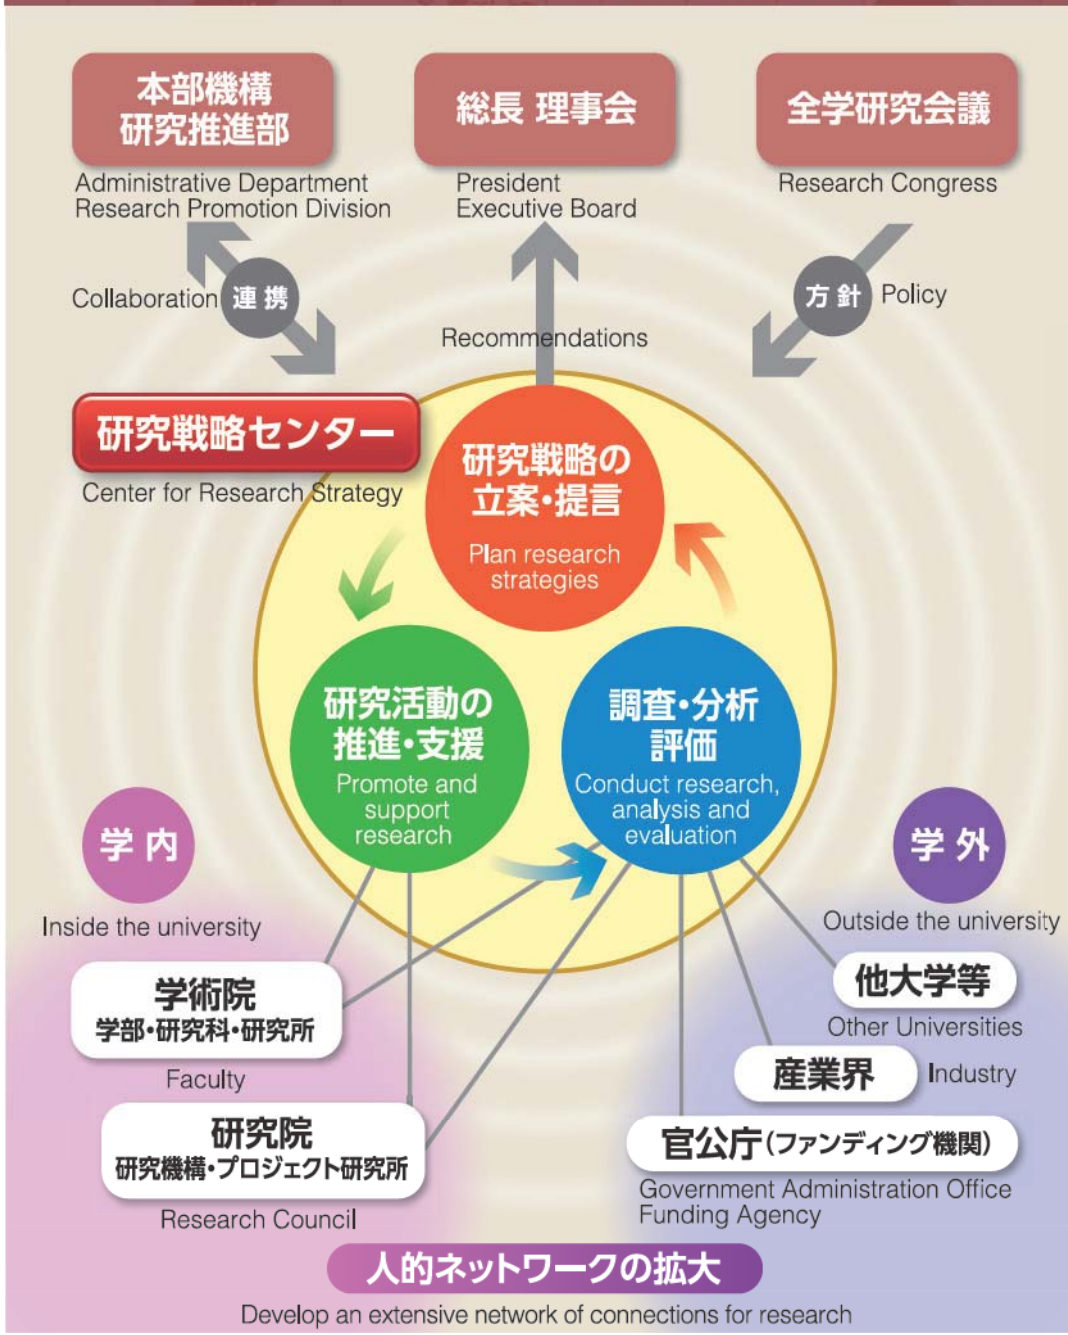 本部機構
研究推進部
Administrative Department
Research Promotion Division
総長 理事会
President
Executive Board
全学研究会議
Research Congress
Collaboration
連携
方針
Policy
Recommendations
研究戦略センター
Center for Research Strategy
研究戦略の
立案・提言
Plan research
strategies
研究活動の
推進・支援
Promote and
support
research
調査・分析
評価
Conduct research,
analysis and
evaluation
学内
Inside the university
学外
Outside the university
学術院
学部・研究科・研究所
Faculty
研究院
研究機構・プロジェクト研究所
Research Council
他大学等
Other Universities
産業界
Industry
官公庁(ファンディング機関)
Government Administration Office
Funding Agency
人的ネットワークの拡大
Develop an extensive network of connections for research